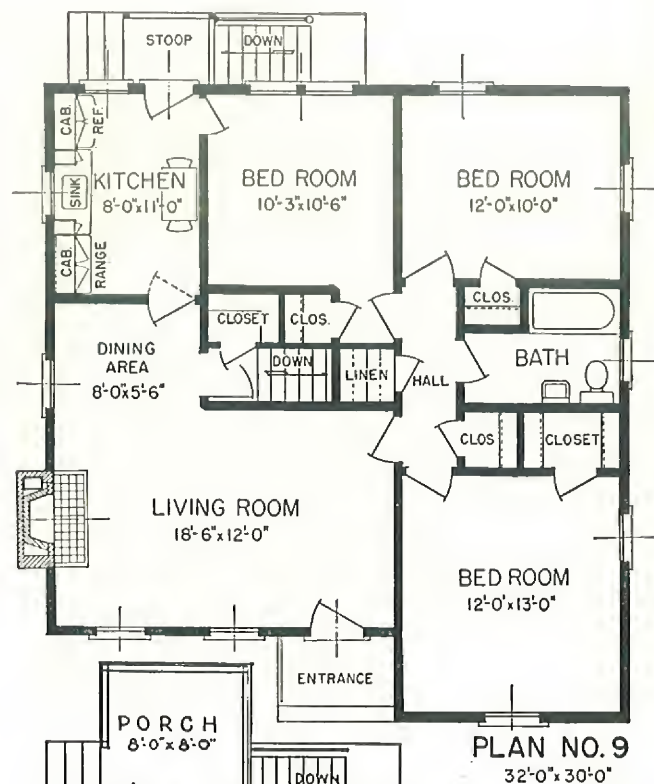 STOOP
DOWN
CAB.
REF.
SINK
CAB.
RANGE
KITCHEN
8'-0"x11'-0"
BED ROOM
10'-3"x10'-6"
BED ROOM
12'-0"x10'-0"
CLOS.
CLOSET
CLOS.
DINING
AREA
8'-0"x5'-6"
DOWN
LINEN
HALL
BATH
CLOS
CLOSET
LIVING ROOM
18'-6"x12'-0"
BED ROOM
12'-0"x13'-0"
ENTRANCE
PORCH
8'-0"x8'-0"
DOWN
PLAN NO. 9
32'-0"x30'-0"